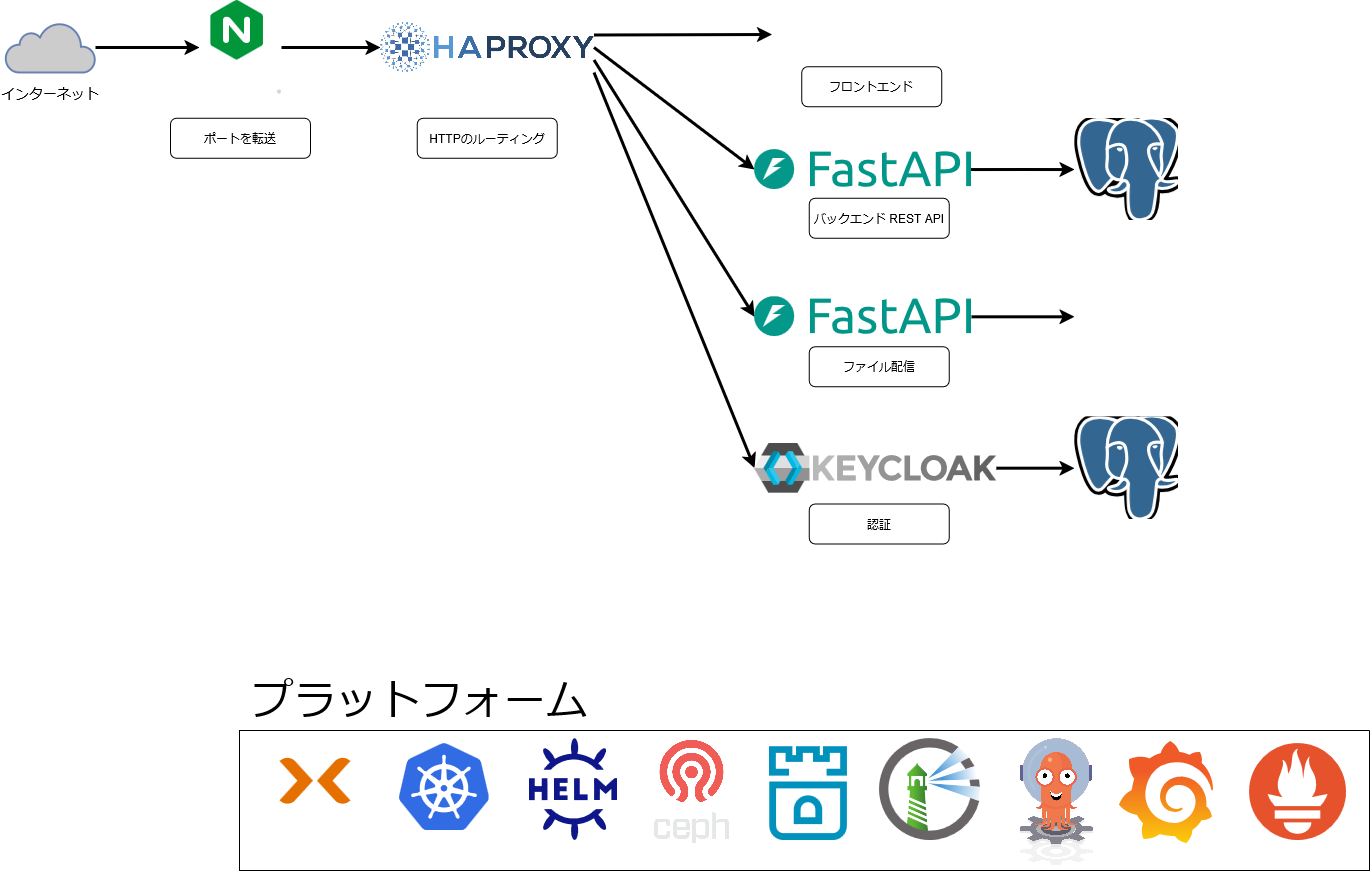 インターネット
N
HAPROXY
ポートを転送
HTTPのルーティング
フロントエンド
FastAPI
バックエンド REST API
FastAPI
ファイル配信
KEYCLOAK
認証
プラットフォーム
HELM
ceph